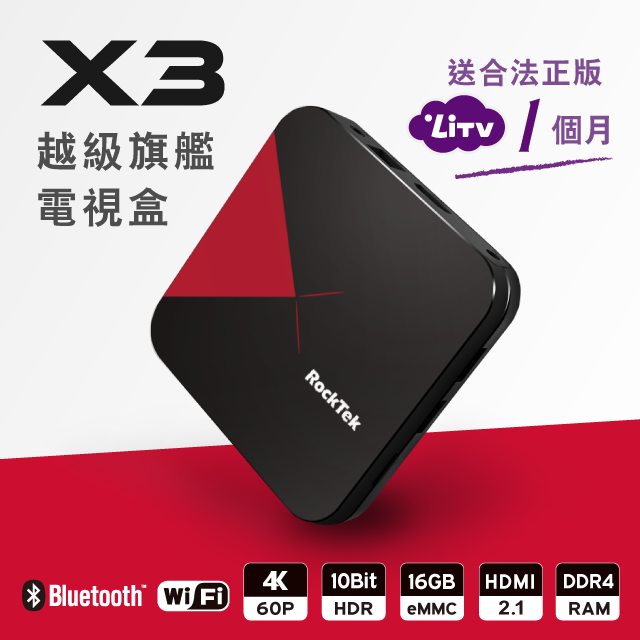 X3
越級旗艦
電視盒
送合法正版
LiTV 1個月
RockTek
Bluetooth™
WiFi
4K
60P
10Bit
HDR
16GB
eMMC
HDMI
2.1
DDR4
RAM